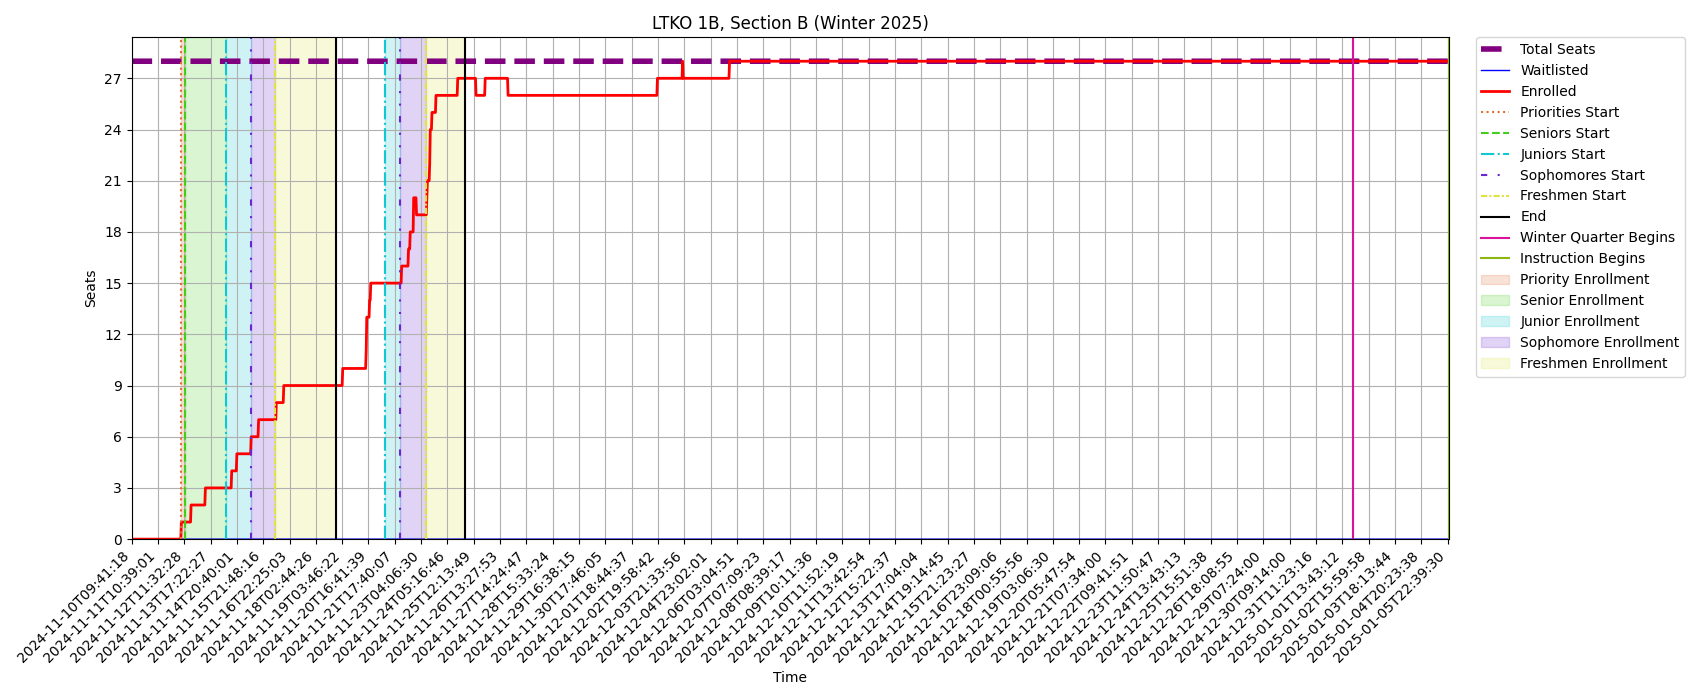 LTKO 1B, Section B (Winter 2025)
Total Seats
Waitlisted
Enrolled
Priorities Start
Seniors Start
Juniors Start
Sophomores Start
Freshmen Start
End
Winter Quarter Begins
Instruction Begins
Priority Enrollment
Senior Enrollment
Junior Enrollment
Sophomore Enrollment
Freshmen Enrollment
Seats
27
24
21
18
15
12
9
6
3
0
2024-11-10T09:41:18
2024-11-11T10:39:01
2024-11-12T11:32:28
2024-11-13T17:22:27
2024-11-14T20:40:01
2024-11-15T21:48:16
2024-11-16T22:25:03
2024-11-18T02:44:26
2024-11-19T03:46:22
2024-11-20T16:41:39
2024-11-21T17:40:07
2024-11-23T04:06:30
2024-11-24T05:16:46
2024-11-25T12:13:49
2024-11-26T13:27:53
2024-11-27T14:24:47
2024-11-28T15:33:24
2024-11-29T16:38:15
2024-11-30T17:46:05
2024-12-01T18:44:37
2024-12-02T19:58:42
2024-12-03T21:33:56
2024-12-04T23:02:01
2024-12-06T03:04:51
2024-12-07T07:09:23
2024-12-08T08:39:17
2024-12-09T10:11:36
2024-12-10T11:52:19
2024-12-11T13:42:54
2024-12-12T15:22:37
2024-12-13T17:04:04
2024-12-14T19:14:45
2024-12-15T21:23:27
2024-12-16T23:09:06
2024-12-18T00:55:56
2024-12-19T03:06:30
2024-12-20T05:47:54
2024-12-21T07:34:00
2024-12-22T09:41:51
2024-12-23T11:50:47
2024-12-24T13:43:13
2024-12-25T15:51:38
2024-12-26T18:08:55
2024-12-29T07:24:00
2024-12-30T09:14:00
2024-12-31T11:23:16
2025-01-01T13:43:12
2025-01-02T15:59:58
2025-01-03T18:13:44
2025-01-04T20:23:38
2025-01-05T22:39:30
Time